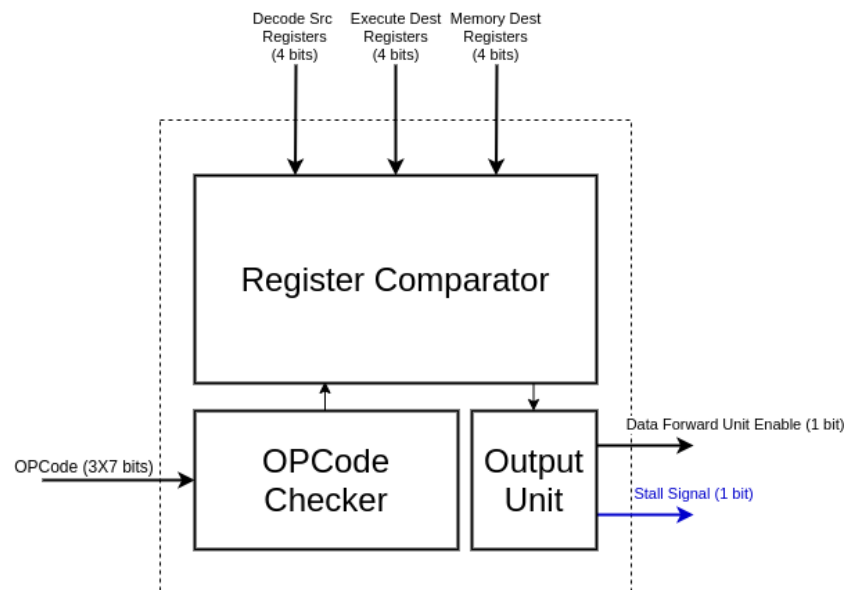 Decode Src
Registers
(4 bits)
Execute Dest
Registers
(4 bits)
Memory Dest
Registers
(4 bits)
Register Comparator
OPCode (3X7 bits)
OPCode
Checker
Output
Unit
Data Forward Unit Enable (1 bit)
Stall Signal (1 bit)